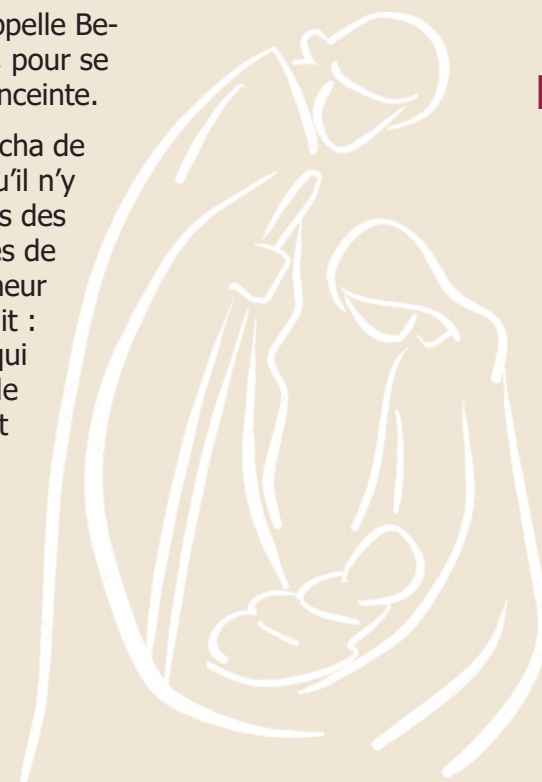 ppelle Be-
pour se
nceinte.
cha de
u’il n’y
s des
es de
neur
it :
qui
le
t